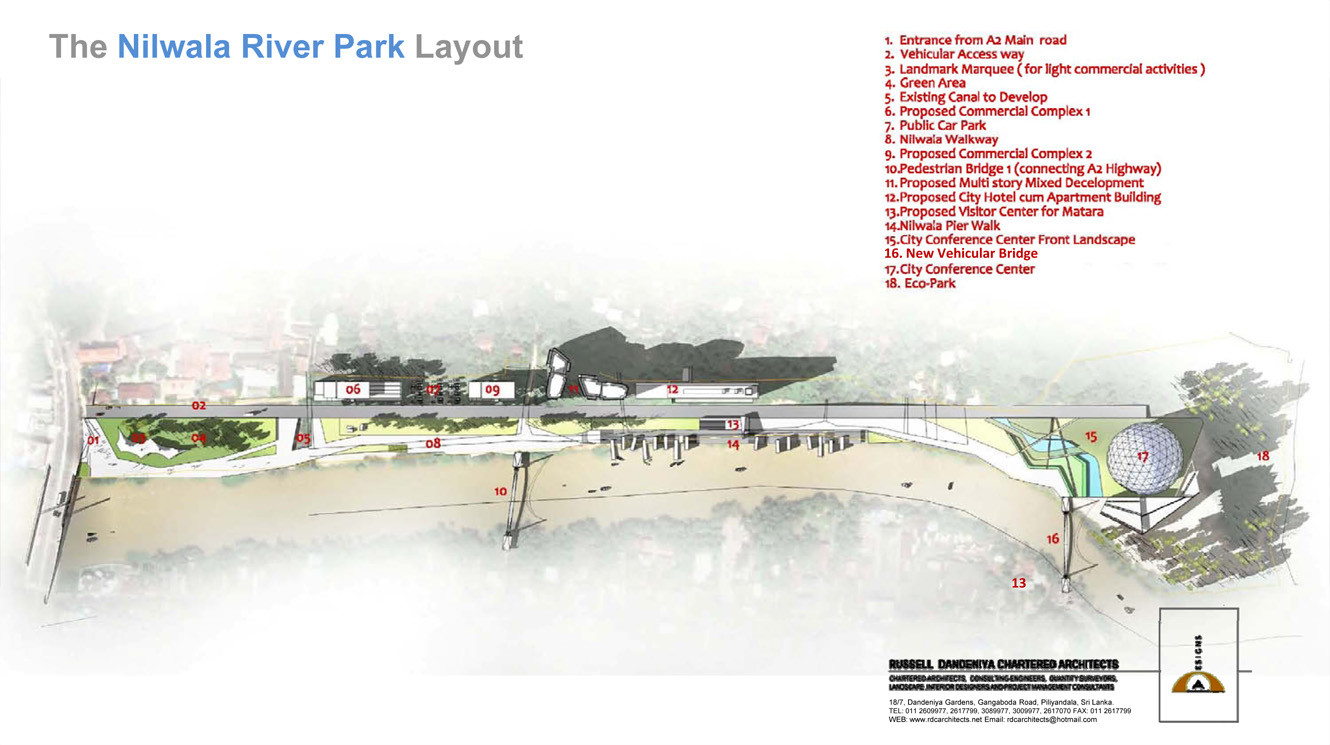 The Nilwala River Park Layout
1. Entrance from A2 Main road
2. Vehicular Access way
3. Landmark Marquee ( for light commercial activities )
4. Green Area
5. Existing Canal to Develop
6. Proposed Commercial Complex 1
7. Public Car Park
8. Nilwala Walkway
9. Proposed Commercial Complex 2
10.Pedestrian Bridge 1 (connecting A2 Highway)
11. Proposed Multi story Mixed Decelopment
12.Proposed City Hotel cum Apartment Building
13.Proposed Visitor Center for Matara
14.Nilwala Pier Walk
15.City Conference Center Front Landscape
16. New Vehicular Bridge
17.City Conference Center
18. Eco-Park
06
07
09
11
12
02
01
03
04
05
08
13
14
15
17
18
10
16
13
RUSSELL DANDENIYA CHARTERED ARCHITECTS
CHARTERED ARCHITECTS, CONSULTING ENGINEERS, QUANTITY SURVEYORS,
LANDSCAPE, INTERIOR DESIGNERS AND PROJECT MANAGEMENT CONSULTANTS
18/7, Dandeniya Gardens, Gangaboda Road, Piliyandala, Sri Lanka.
TEL: 011 2609977, 2617799, 3089977, 3009977, 2617070 FAX: 011 2617799
WEB: www.rdcarchitects.net Email: rdcarchitects@hotmail.com
ESIGNS
A